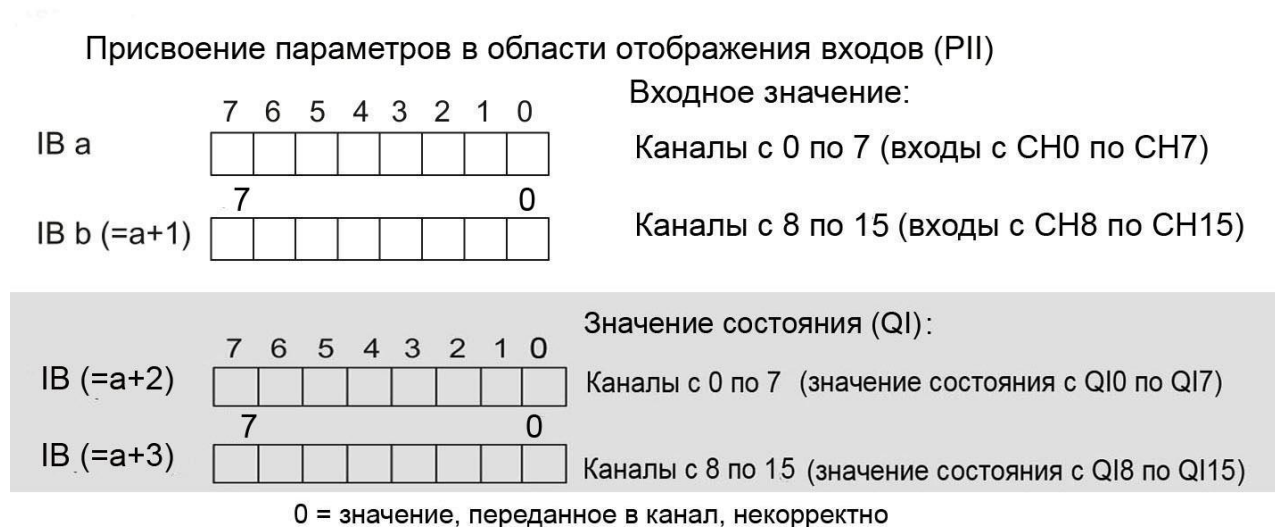 Присвоение параметров в области отображения входов (PII)
Входное значение:
7 6 5 4 3 2 1 0
IB a
Каналы с 0 по 7 (входы с CH0 по CH7)
7 0
IB b (=a+1)
Каналы с 8 по 15 (входы с CH8 по CH15)
Значение состояния (QI):
7 6 5 4 3 2 1 0
IB (=a+2)
Каналы с 0 по 7 (значение состояния с QI0 по QI7)
7 0
IB (=a+3)
Каналы с 8 по 15 (значение состояния с QI8 по QI15)
0 = значение, переданное в канал, некорректно